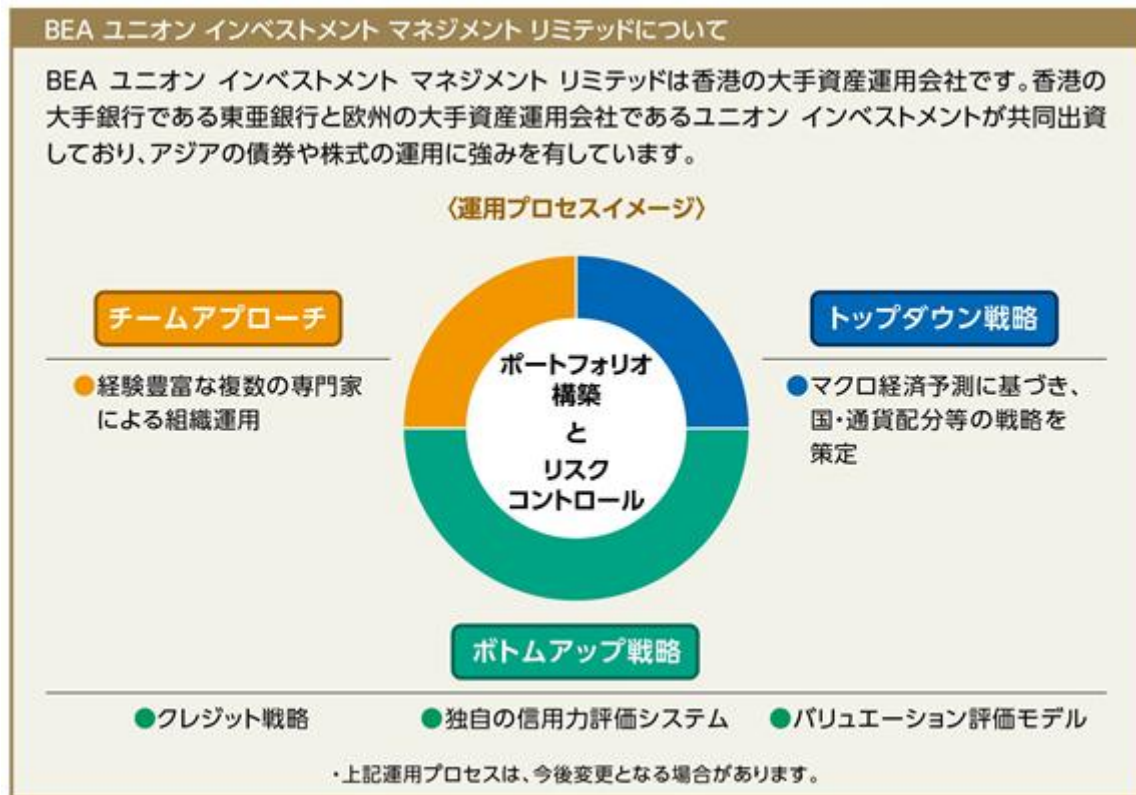 BEA ユニオン インベストメント マネジメント リミテッドについて
BEA ユニオン インベストメント マネジメント リミテッドは香港の大手資産運用会社です。香港の
大手銀行である東亜銀行と欧州の大手資産運用会社であるユニオン インベストメントが共同出資
しており、アジアの債券や株式の運用に強みを有しています。
〈運用プロセスイメージ〉
チームアプローチ
●経験豊富な複数の専門家
による組織運用
ポートフォリオ
構築
と
リスク
コントロール
トップダウン戦略
●マクロ経済予測に基づき、
国・通貨配分等の戦略を
策定
ボトムアップ戦略
●クレジット戦略 ●独自の信用力評価システム ●バリュエーション評価モデル
・上記運用プロセスは、今後変更となる場合があります。